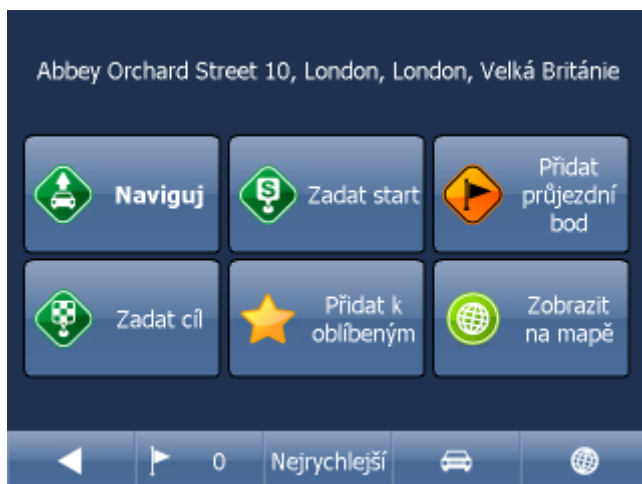 Abbey Orchard Street 10, London, London, Velká Británie
Naviguj
S
Zadat start
Přidat
průjezdní
bod
Zadat cíl
Přidat k
oblíbeným
Zobrazit
na mapě
0
Nejrychlejší